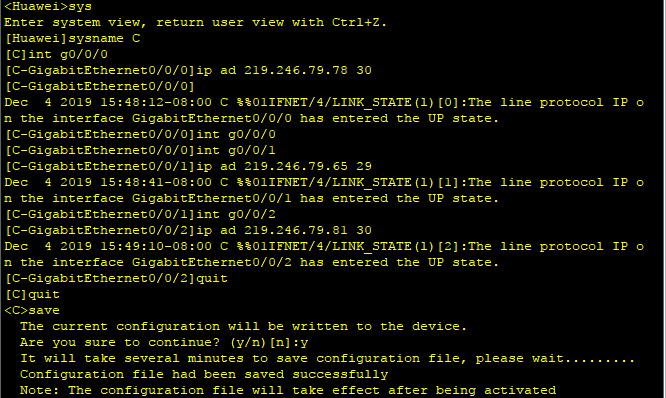 <Huawei>sys
Enter system view, return user view with Ctrl+Z.
[Huawei]sysname C
[C]int g0/0/0
[C-GigabitEthernet0/0/0]ip ad 219.246.79.78 30
[C-GigabitEthernet0/0/0]
Dec  4 2019 15:48:12-08:00 C %%01IFNET/4/LINK_STATE(l)[0]:The line protocol IP o
n the interface GigabitEthernet0/0/0 has entered the UP state.
[C-GigabitEthernet0/0/0]int g0/0/0
[C-GigabitEthernet0/0/0]int g0/0/1
[C-GigabitEthernet0/0/1]ip ad 219.246.79.65 29
Dec  4 2019 15:48:41-08:00 C %%01IFNET/4/LINK_STATE(l)[1]:The line protocol IP o
n the interface GigabitEthernet0/0/1 has entered the UP state.
[C-GigabitEthernet0/0/1]int g0/0/2
[C-GigabitEthernet0/0/2]ip ad 219.246.79.81 30
Dec  4 2019 15:49:10-08:00 C %%01IFNET/4/LINK_STATE(l)[2]:The line protocol IP o
n the interface GigabitEthernet0/0/2 has entered the UP state.
[C-GigabitEthernet0/0/2]quit
[C]quit
<C>save
  The current configuration will be written to the device.
  Are you sure to continue? (y/n)[n]:y
  It will take several minutes to save configuration file, please wait.........
  Configuration file had been saved successfully
  Note: The configuration file will take effect after being activated